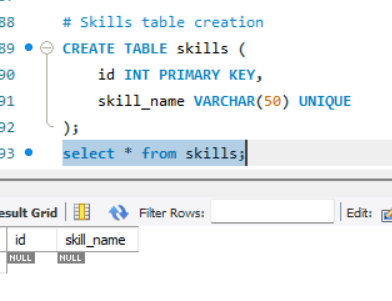 88 # Skills table creation
89 CREATE TABLE skills (
90 id INT PRIMARY KEY,
91 skill_name VARCHAR(50) UNIQUE
92 );
93 select * from skills;
esult Grid Filter Rows: Edit:
id skill_name
NULL NULL